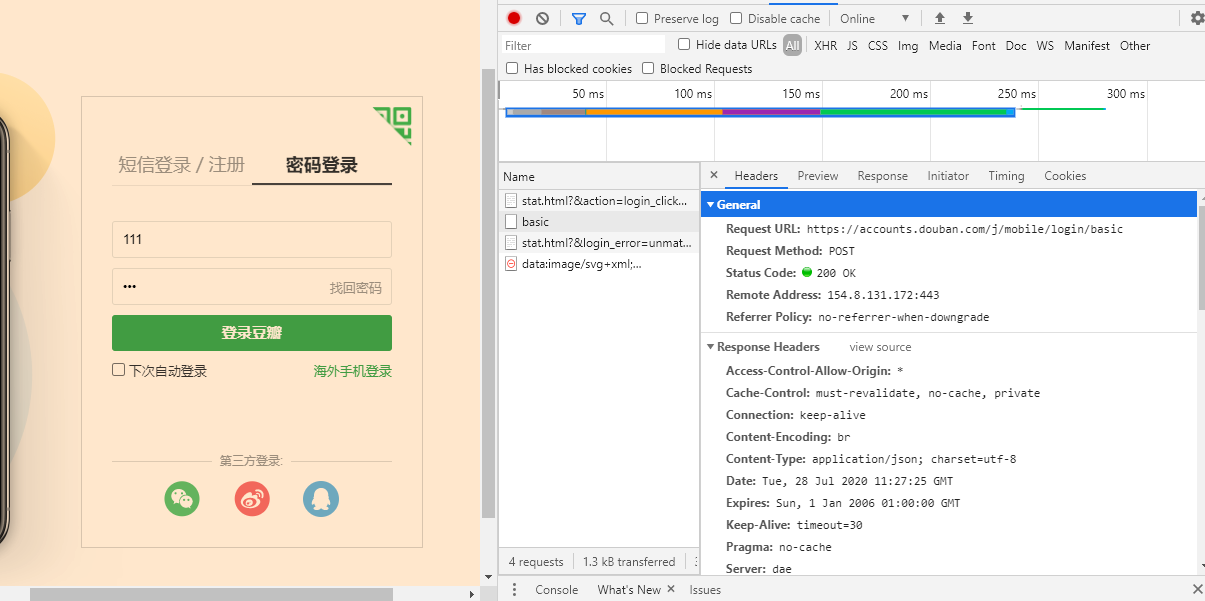 短信登录 / 注册 密码登录
111
••• 找回密码
登录豆瓣
下次自动登录 海外手机登录
第三方登录:
Preserve log Disable cache Online ▼
Filter Hide data URLs All XHR JS CSS Img Media Font Doc WS Manifest Other
Has blocked cookies Blocked Requests
50 ms 100 ms 150 ms 200 ms 250 ms 300 ms
Name
stat.html?&action=login_click...
basic
stat.html?&login_error=unmat...
data:image/svg+xml;...
4 requests 1.3 kB transferred
× Headers Preview Response Initiator Timing Cookies
▼General
Request URL: https://accounts.douban.com/j/mobile/login/basic
Request Method: POST
Status Code: 200 OK
Remote Address: 154.8.131.172:443
Referrer Policy: no-referrer-when-downgrade
▼Response Headers view source
Access-Control-Allow-Origin: *
Cache-Control: must-revalidate, no-cache, private
Connection: keep-alive
Content-Encoding: br
Content-Type: application/json; charset=utf-8
Date: Tue, 28 Jul 2020 11:27:25 GMT
Expires: Sun, 1 Jan 2006 01:00:00 GMT
Keep-Alive: timeout=30
Pragma: no-cache
Server: dae
Console What's New × Issues ×